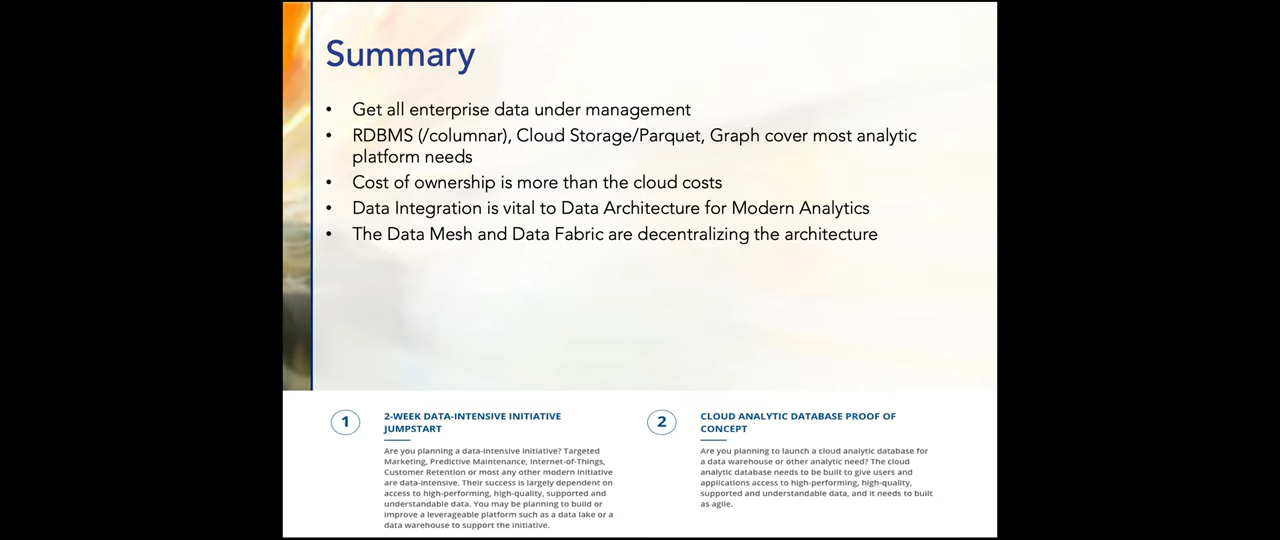 Summary
• Get all enterprise data under management
• RDBMS (/columnar), Cloud Storage/Parquet, Graph cover most analytic
platform needs
• Cost of ownership is more than the cloud costs
• Data Integration is vital to Data Architecture for Modern Analytics
• The Data Mesh and Data Fabric are decentralizing the architecture
1
2-WEEK DATA-INTENSIVE INITIATIVE
JUMPSTART
Are you planning a data-intensive initiative? Targeted
Marketing, Predictive Maintenance, Internet-of-Things,
Customer Retention or most any other modern initiative
are data-intensive. Their success is largely dependent on
access to high-performing, high-quality, supported and
understandable data. You may be planning to build or
improve a leverageable platform such as a data lake or a
data warehouse to support the initiative.
2
CLOUD ANALYTIC DATABASE PROOF OF
CONCEPT
Are you planning to launch a cloud analytic database for
a data warehouse or other analytic need? The cloud
analytic database needs to be built to give users and
applications access to high-performing, high-quality,
supported and understandable data, and it needs to built
as agile.